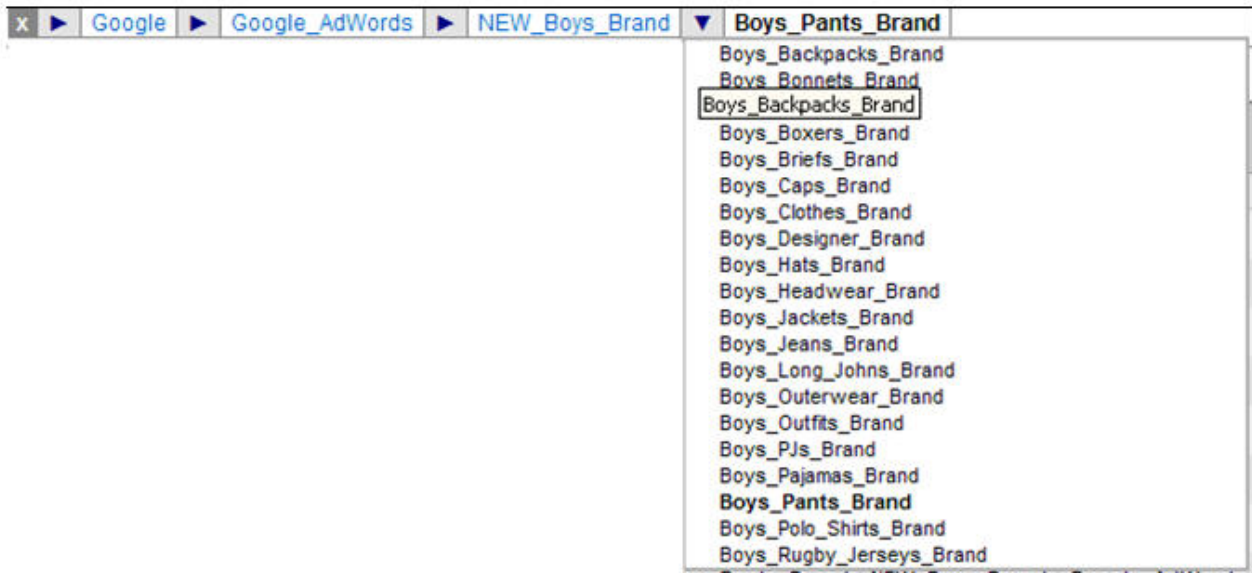 x ► Google ► Google_AdWords ► NEW_Boys_Brand ▼ Boys_Pants_Brand
Boys_Backpacks_Brand
Boys_Bonnets_Brand
Boys_Backpacks_Brand
Boys_Boxers_Brand
Boys_Briefs_Brand
Boys_Caps_Brand
Boys_Clothes_Brand
Boys_Designer_Brand
Boys_Hats_Brand
Boys_Headwear_Brand
Boys_Jackets_Brand
Boys_Jeans_Brand
Boys_Long_Johns_Brand
Boys_Outerwear_Brand
Boys_Outfits_Brand
Boys_PJs_Brand
Boys_Pajamas_Brand
Boys_Pants_Brand
Boys_Polo_Shirts_Brand
Boys_Rugby_Jerseys_Brand